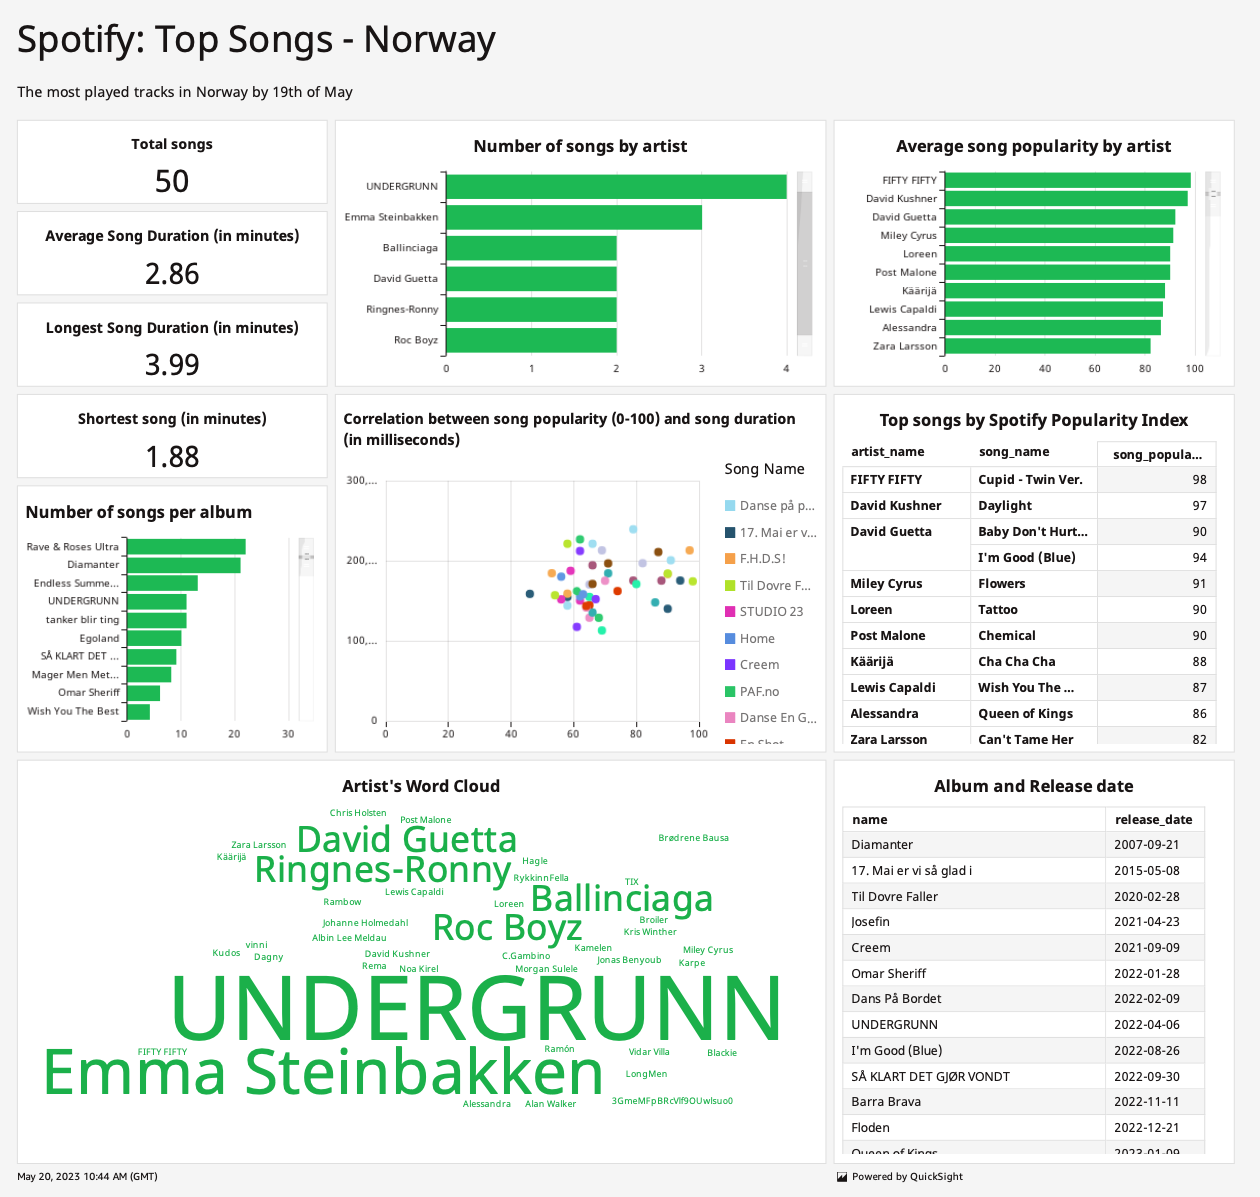 Spotify: Top Songs - Norway
The most played tracks in Norway by 19th of May
Total songs
50
Average Song Duration (in minutes)
2.86
Longest Song Duration (in minutes)
3.99
Shortest song (in minutes)
1.88
Number of songs by artist
UNDERGRUNN
Emma Steinbakken
Ballinciaga
David Guetta
Ringnes-Ronny
Roc Boyz
0 1 2 3 4
Average song popularity by artist
FIFTY FIFTY
David Kushner
David Guetta
Miley Cyrus
Loreen
Post Malone
Käärijä
Lewis Capaldi
Alessandra
Zara Larsson
0 20 40 60 80 100
Number of songs per album
Rave & Roses Ultra
Diamanter
Endless Summe...
UNDERGRUNN
tanker blir ting
Egoland
SÅ KLART DET ...
Mager Men Met...
Omar Sheriff
Wish You The Best
0 10 20 30
Correlation between song popularity (0-100) and song duration
(in milliseconds)
300,...
200,...
100,...
0
0 20 40 60 80 100
Song Name
Danse på p...
17. Mai er v...
F.H.D.S!
Til Dovre F...
STUDIO 23
Home
Creem
PAF.no
Danse En G...
En Shot
Top songs by Spotify Popularity Index
artist_name song_name song_popula...
FIFTY FIFTY Cupid - Twin Ver. 98
David Kushner Daylight 97
David Guetta Baby Don't Hurt... 90
I'm Good (Blue) 94
Miley Cyrus Flowers 91
Loreen Tattoo 90
Post Malone Chemical 90
Käärijä Cha Cha Cha 88
Lewis Capaldi Wish You The ... 87
Alessandra Queen of Kings 86
Zara Larsson Can't Tame Her 82
Artist's Word Cloud
Chris Holsten
Post Malone
David Guetta
Brødrene Bausa
Zara Larsson
Käärijä
Ringnes-Ronny
Hagle
RykkinnFella
TIX
Lewis Capaldi
Rambow
Loreen
Ballinciaga
Johanne Holmedahl
Roc Boyz
Broiler
Kris Winther
Albin Lee Meldau
vinni
Kudos
Dagny
David Kushner
Kamelen
Miley Cyrus
C.Gambino
Jonas Benyoub
Karpe
Rema
Noa Kirel
Morgan Sulele
UNDERGRUNN
FIFTY FIFTY
Emma Steinbakken
Ramón
Vidar Villa
Blackie
LongMen
Alessandra
Alan Walker
3GmeMFpBRcVlf9OUwlsuo0
Album and Release date
name release_date
Diamanter 2007-09-21
17. Mai er vi så glad i 2015-05-08
Til Dovre Faller 2020-02-28
Josefin 2021-04-23
Creem 2021-09-09
Omar Sheriff 2022-01-28
Dans På Bordet 2022-02-09
UNDERGRUNN 2022-04-06
I'm Good (Blue) 2022-08-26
SÅ KLART DET GJØR VONDT 2022-09-30
Barra Brava 2022-11-11
Floden 2022-12-21
Queen of Kings 2023-01-09
May 20, 2023 10:44 AM (GMT)
Powered by QuickSight